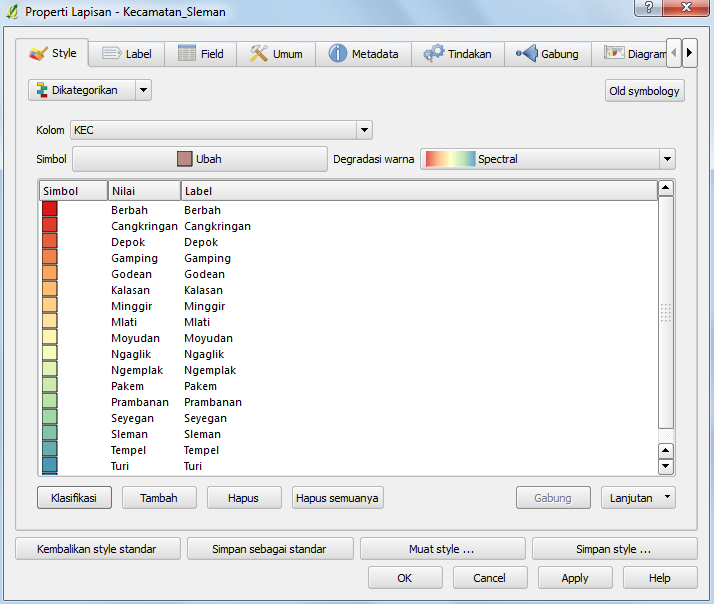 Properti Lapisan - Kecamatan_Sleman
Style Label Field Umum Metadata Tindakan Gabung Diagram
Dikategorikan Old symbology
Kolom KEC
Simbol Ubah Degradasi warna Spectral
Simbol Nilai Label
Berbah Berbah
Cangkringan Cangkringan
Depok Depok
Gamping Gamping
Godean Godean
Kalasan Kalasan
Minggir Minggir
Mlati Mlati
Moyudan Moyudan
Ngaglik Ngaglik
Ngemplak Ngemplak
Pakem Pakem
Prambanan Prambanan
Seyegan Seyegan
Sleman Sleman
Tempel Tempel
Turi Turi
Klasifikasi Tambah Hapus Hapus semuanya Gabung Lanjutan
Kembalikan style standar Simpan sebagai standar Muat style ... Simpan style ...
OK Cancel Apply Help